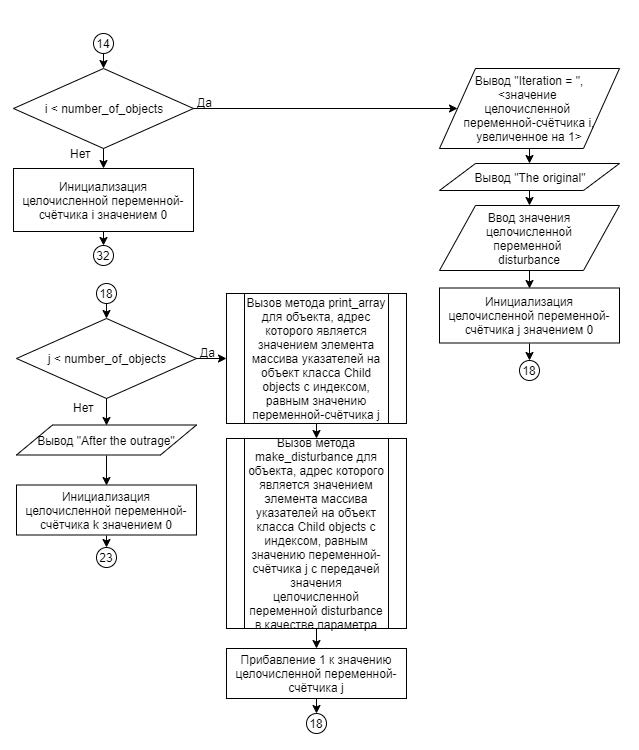 14
i < number_of_objects
Да
Нет
Инициализация
целочисленной переменной-
счётчика i значением 0
32
Вывод "Iteration = ",
<значение
целочисленной
переменной-счётчика i,
увеличенное на 1>
Вывод "The original"
Ввод значения
целочисленной
переменной
disturbance
Инициализация
целочисленной переменной-
счётчика j значением 0
18
18
j < number_of_objects
Да
Нет
Вывод "After the outrage"
Инициализация
целочисленной переменной-
счётчика k значением 0
23
Вызов метода print_array
для объекта, адрес
которого является
значением элемента
массива указателей на
объект класса Child
objects с индексом,
равным значению
переменной-счётчика j
Вызов метода
make_disturbance для
объекта, адрес которого
является значением
элемента массива
указателей на объект
класса Child objects с
индексом, равным
значению переменной-
счётчика j с передачей
значения
целочисленной
переменной disturbance
в качестве параметра
Прибавление 1 к значению
целочисленной переменной-
счётчика j
18